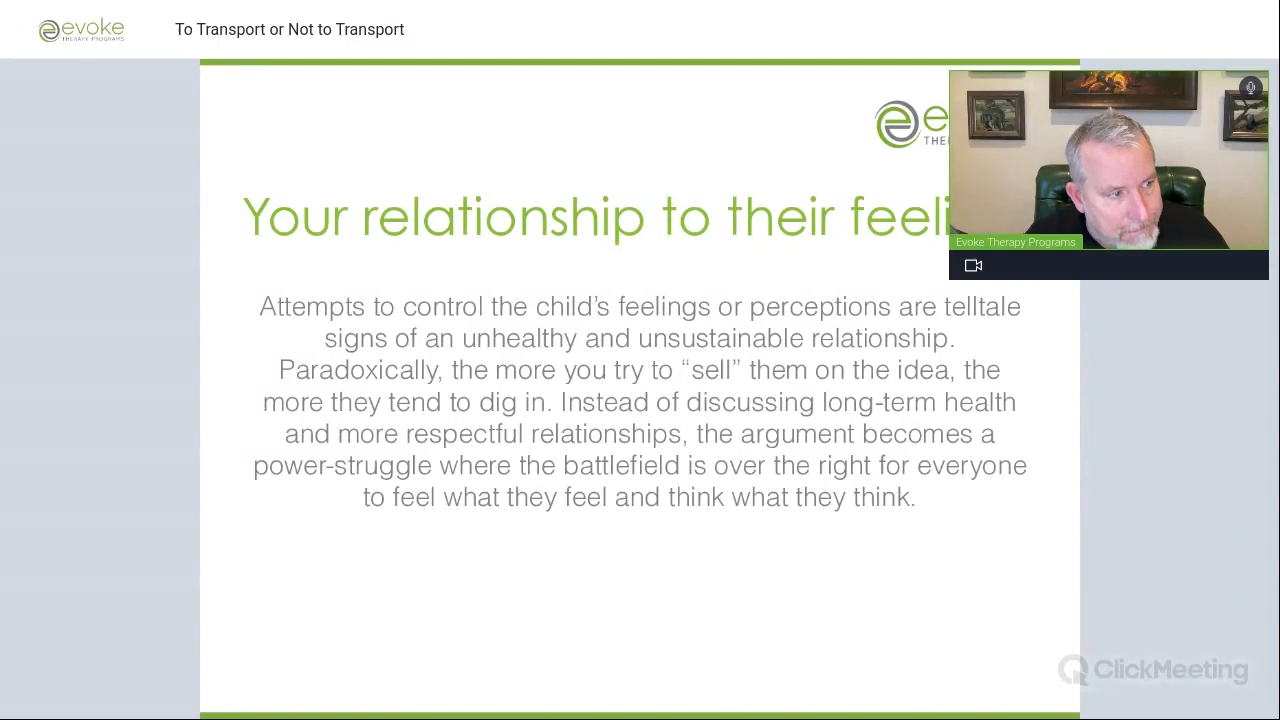 evoke
THERAPY PROGRAMS
To Transport or Not to Transport
Your relationship to their feeli
Evoke Therapy Programs
Attempts to control the child’s feelings or perceptions are telltale
signs of an unhealthy and unsustainable relationship.
Paradoxically, the more you try to “sell” them on the idea, the
more they tend to dig in. Instead of discussing long-term health
and more respectful relationships, the argument becomes a
power-struggle where the battlefield is over the right for everyone
to feel what they feel and think what they think.
ClickMeeting